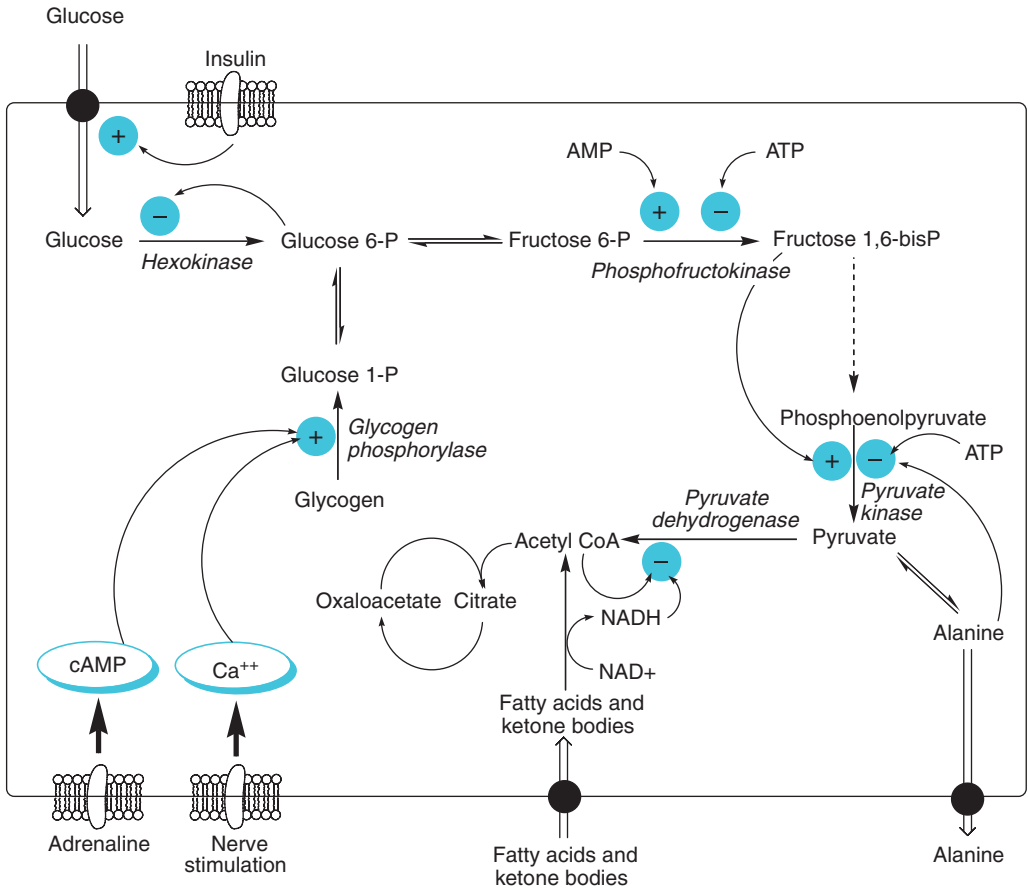 Glucose
Insulin
+
AMP
ATP
+
−
−
Glucose
Hexokinase
Glucose 6-P
Fructose 6-P
Phosphofructokinase
Fructose 1,6-bisP
Glucose 1-P
+
Glycogen
phosphorylase
Glycogen
Phosphoenolpyruvate
+
−
ATP
Pyruvate
kinase
Pyruvate
Pyruvate
dehydrogenase
Acetyl CoA
−
Oxaloacetate
Citrate
NADH
NAD+
Alanine
cAMP
Ca++
Fatty acids and
ketone bodies
Adrenaline
Nerve
stimulation
Fatty acids and
ketone bodies
Alanine